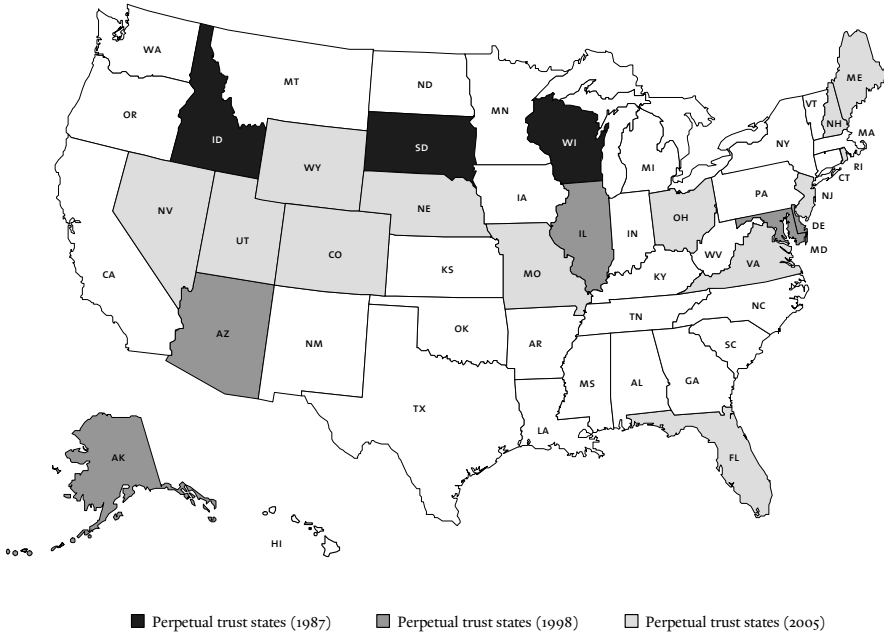 WA
MT
ND
MN
ME
VT
NH
OR
ID
SD
WI
MI
NY
MA
RI
CT
WY
NE
IA
PA
NJ
NV
UT
CO
IL
IN
OH
DE
MD
WV
VA
CA
KS
MO
KY
NC
AZ
NM
OK
AR
TN
SC
TX
LA
MS
AL
GA
FL
AK
HI
Perpetual trust states (1987)
Perpetual trust states (1998)
Perpetual trust states (2005)